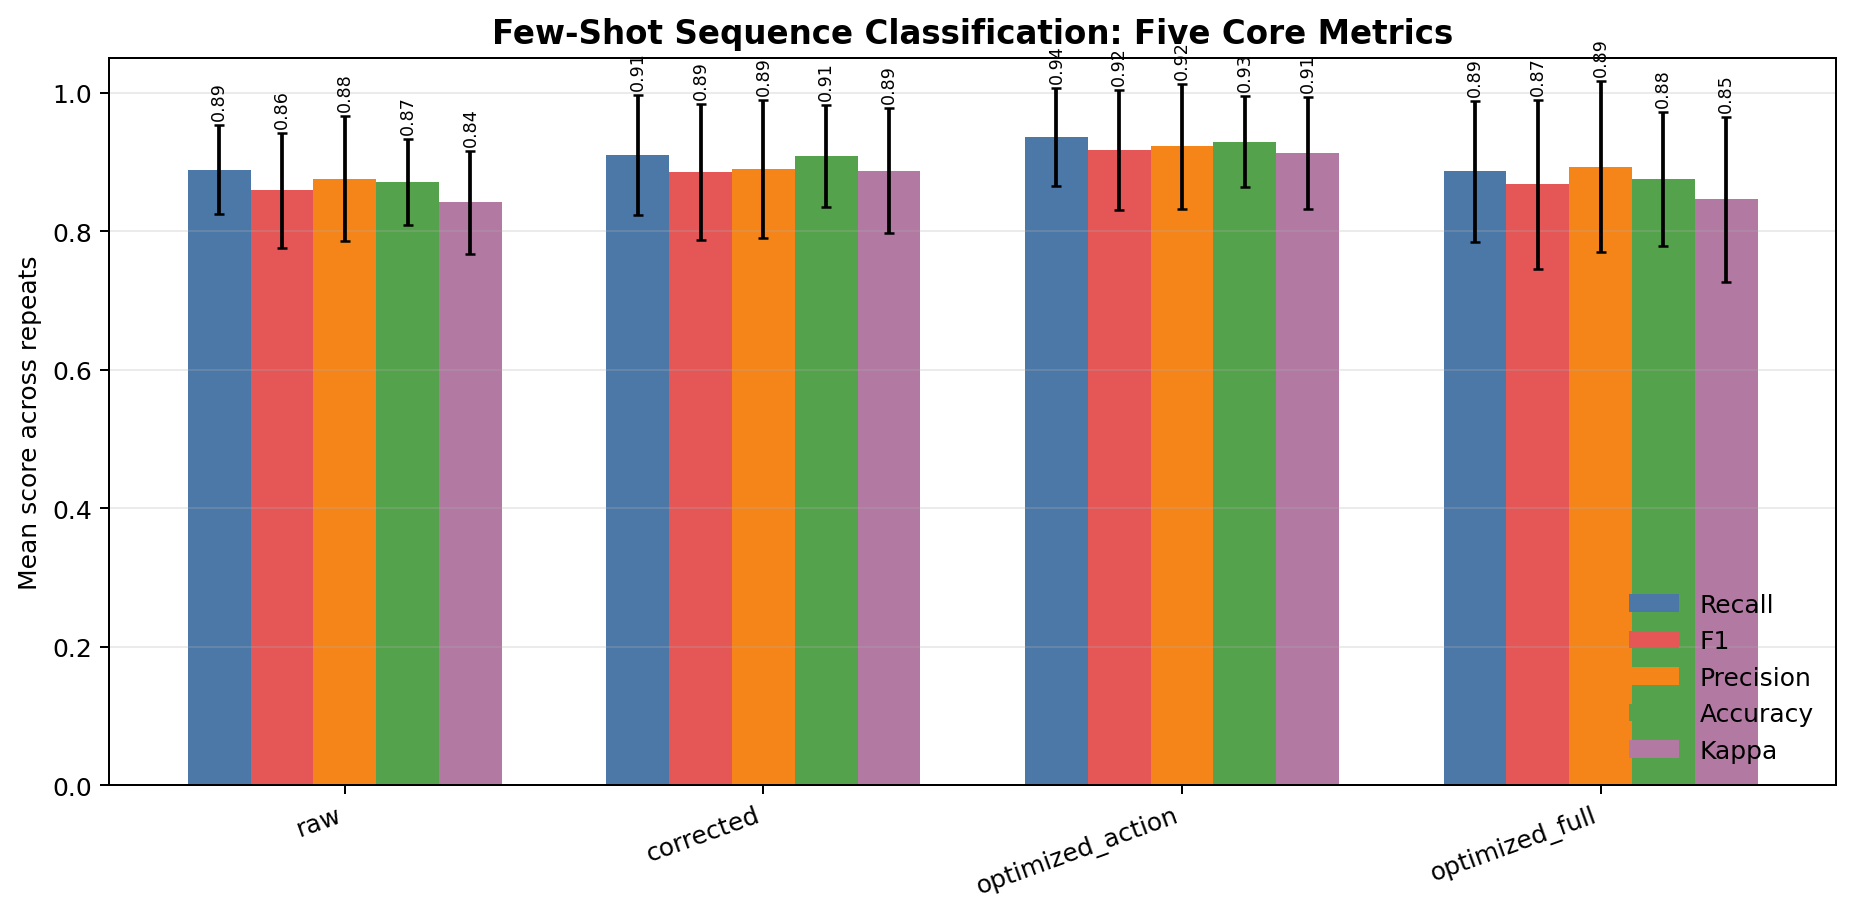 Few-Shot Sequence Classification: Five Core Metrics
Mean score across repeats
1.0
0.8
0.6
0.4
0.2
0.0
0.89
0.86
0.88
0.87
0.84
0.91
0.89
0.89
0.91
0.89
0.94
0.92
0.92
0.93
0.91
0.89
0.87
0.89
0.88
0.85
Recall
F1
Precision
Accuracy
Kappa
raw
corrected
optimized_action
optimized_full